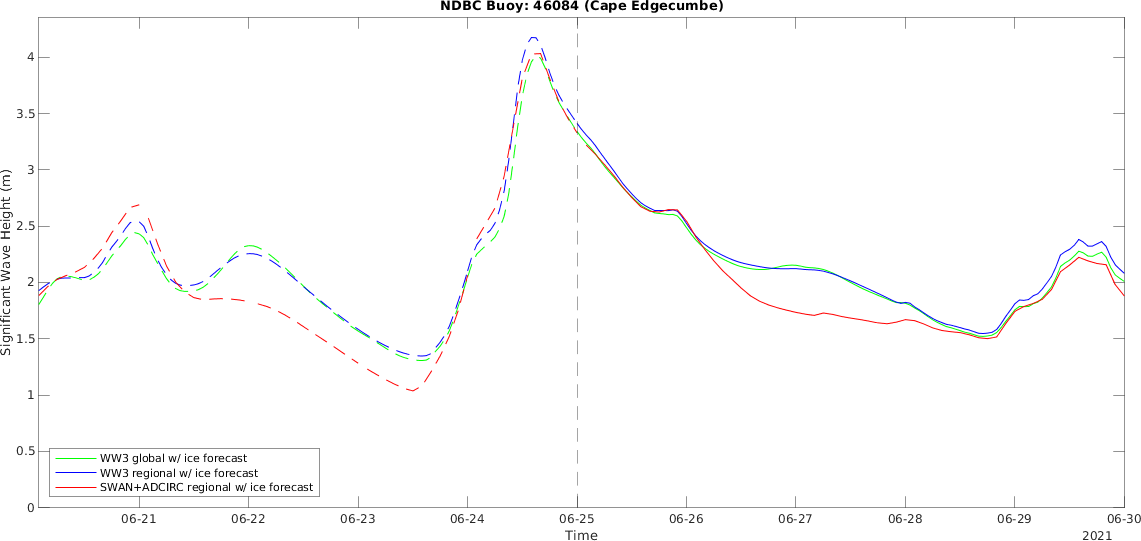 NDBC Buoy: 46084 (Cape Edgecumbe)
Significant Wave Height (m)
4
3.5
3
2.5
2
1.5
1
0.5
0
WW3 global w/ ice forecast
WW3 regional w/ ice forecast
SWAN+ADCIRC regional w/ ice forecast
06-21 06-22 06-23 06-24 06-25 06-26 06-27 06-28 06-29 06-30
Time
2021